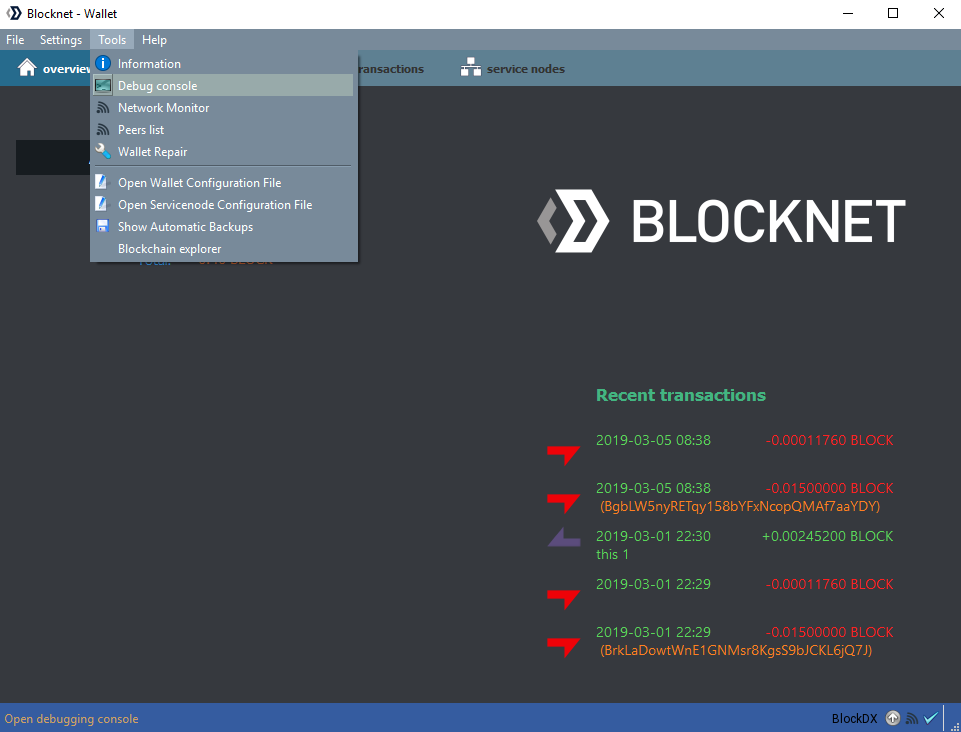 Blocknet - Wallet
File Settings Tools Help
overview
ransactions
service nodes
Information
Debug console
Network Monitor
Peers list
Wallet Repair
Open Wallet Configuration File
Open Servicenode Configuration File
Show Automatic Backups
Blockchain explorer
BLOCKNET
Recent transactions
2019-03-05 08:38 -0.00011760 BLOCK
2019-03-05 08:38 -0.01500000 BLOCK
(BgbLW5nyRETqy158bYFxNcopQMAf7aaYDY)
2019-03-01 22:30 +0.00245200 BLOCK
this 1
2019-03-01 22:29 -0.00011760 BLOCK
2019-03-01 22:29 -0.01500000 BLOCK
(BrkLaDowtWnE1GNMsr8KgsS9bJCKL6jQ7J)
Open debugging console
BlockDX